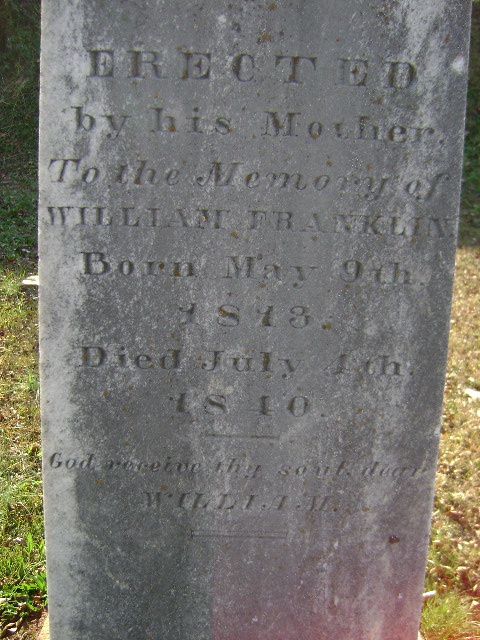 ERECTED
by his Mother,
To the Memory of
WILLIAM FRANKLIN
Born May 9th,
1813.
Died July 4th,
1840.
God receive thy soul, dear
WILLIAM.